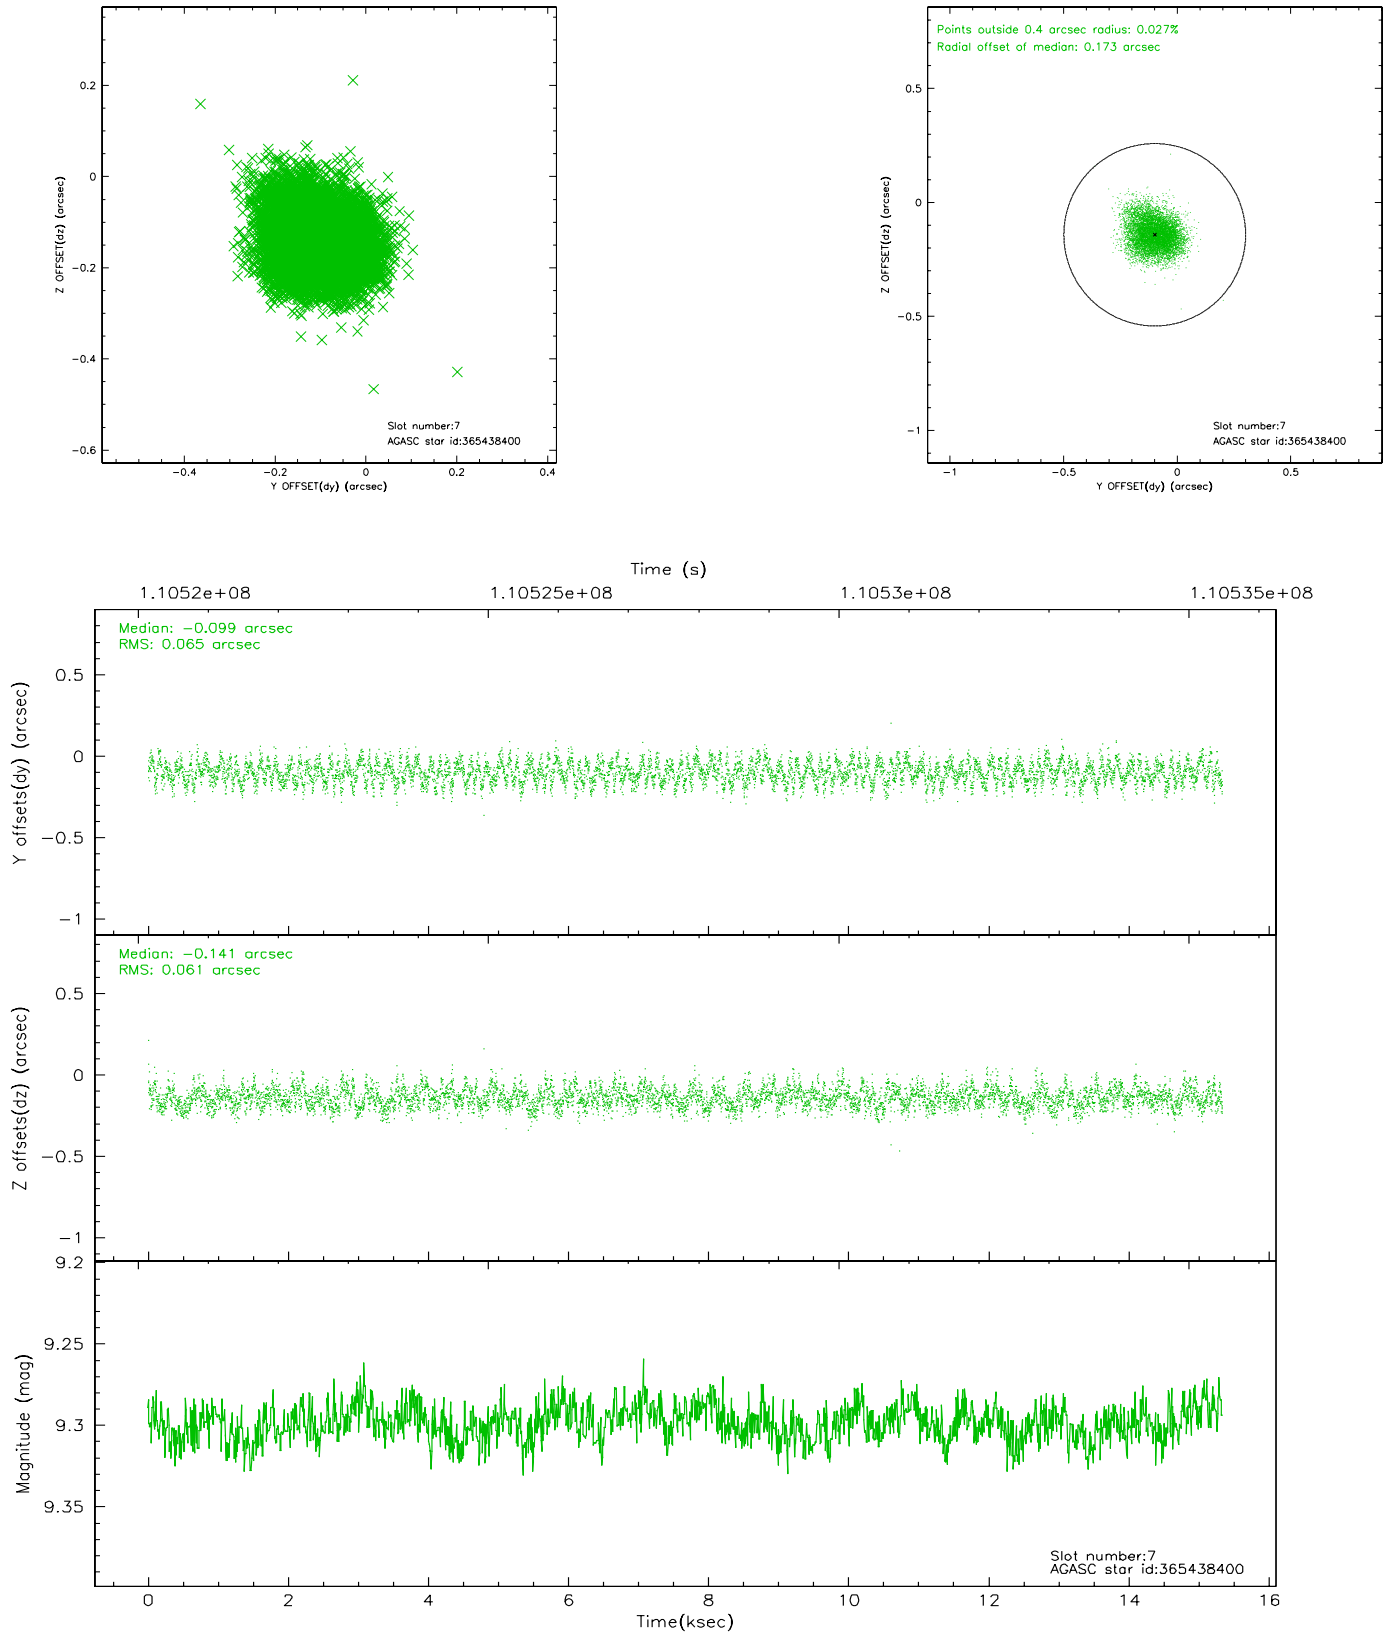 0.2
0
−0.2
−0.4
−0.6
Z OFFSET(dz) (arcsec)
Slot number:7
AGASC star id:365438400
−0.4
−0.2
0
0.2
0.4
Y OFFSET(dy) (arcsec)
Points outside 0.4 arcsec radius: 0.027%
Radial offset of median: 0.173 arcsec
0.5
0
−0.5
−1
Z OFFSET(dz) (arcsec)
Slot number:7
AGASC star id:365438400
−1
−0.5
0
0.5
Y OFFSET(dy) (arcsec)
Time (s)
1.1052e+08
1.10525e+08
1.1053e+08
1.10535e+08
Median: −0.099 arcsec
RMS: 0.065 arcsec
0.5
0
−0.5
−1
Y offsets(dy) (arcsec)
Median: −0.141 arcsec
RMS: 0.061 arcsec
0.5
0
−0.5
−1
Z offsets(dz) (arcsec)
9.2
9.25
9.3
9.35
Magnitude (mag)
Slot number:7
AGASC star id:365438400
0
2
4
6
8
10
12
14
16
Time(ksec)